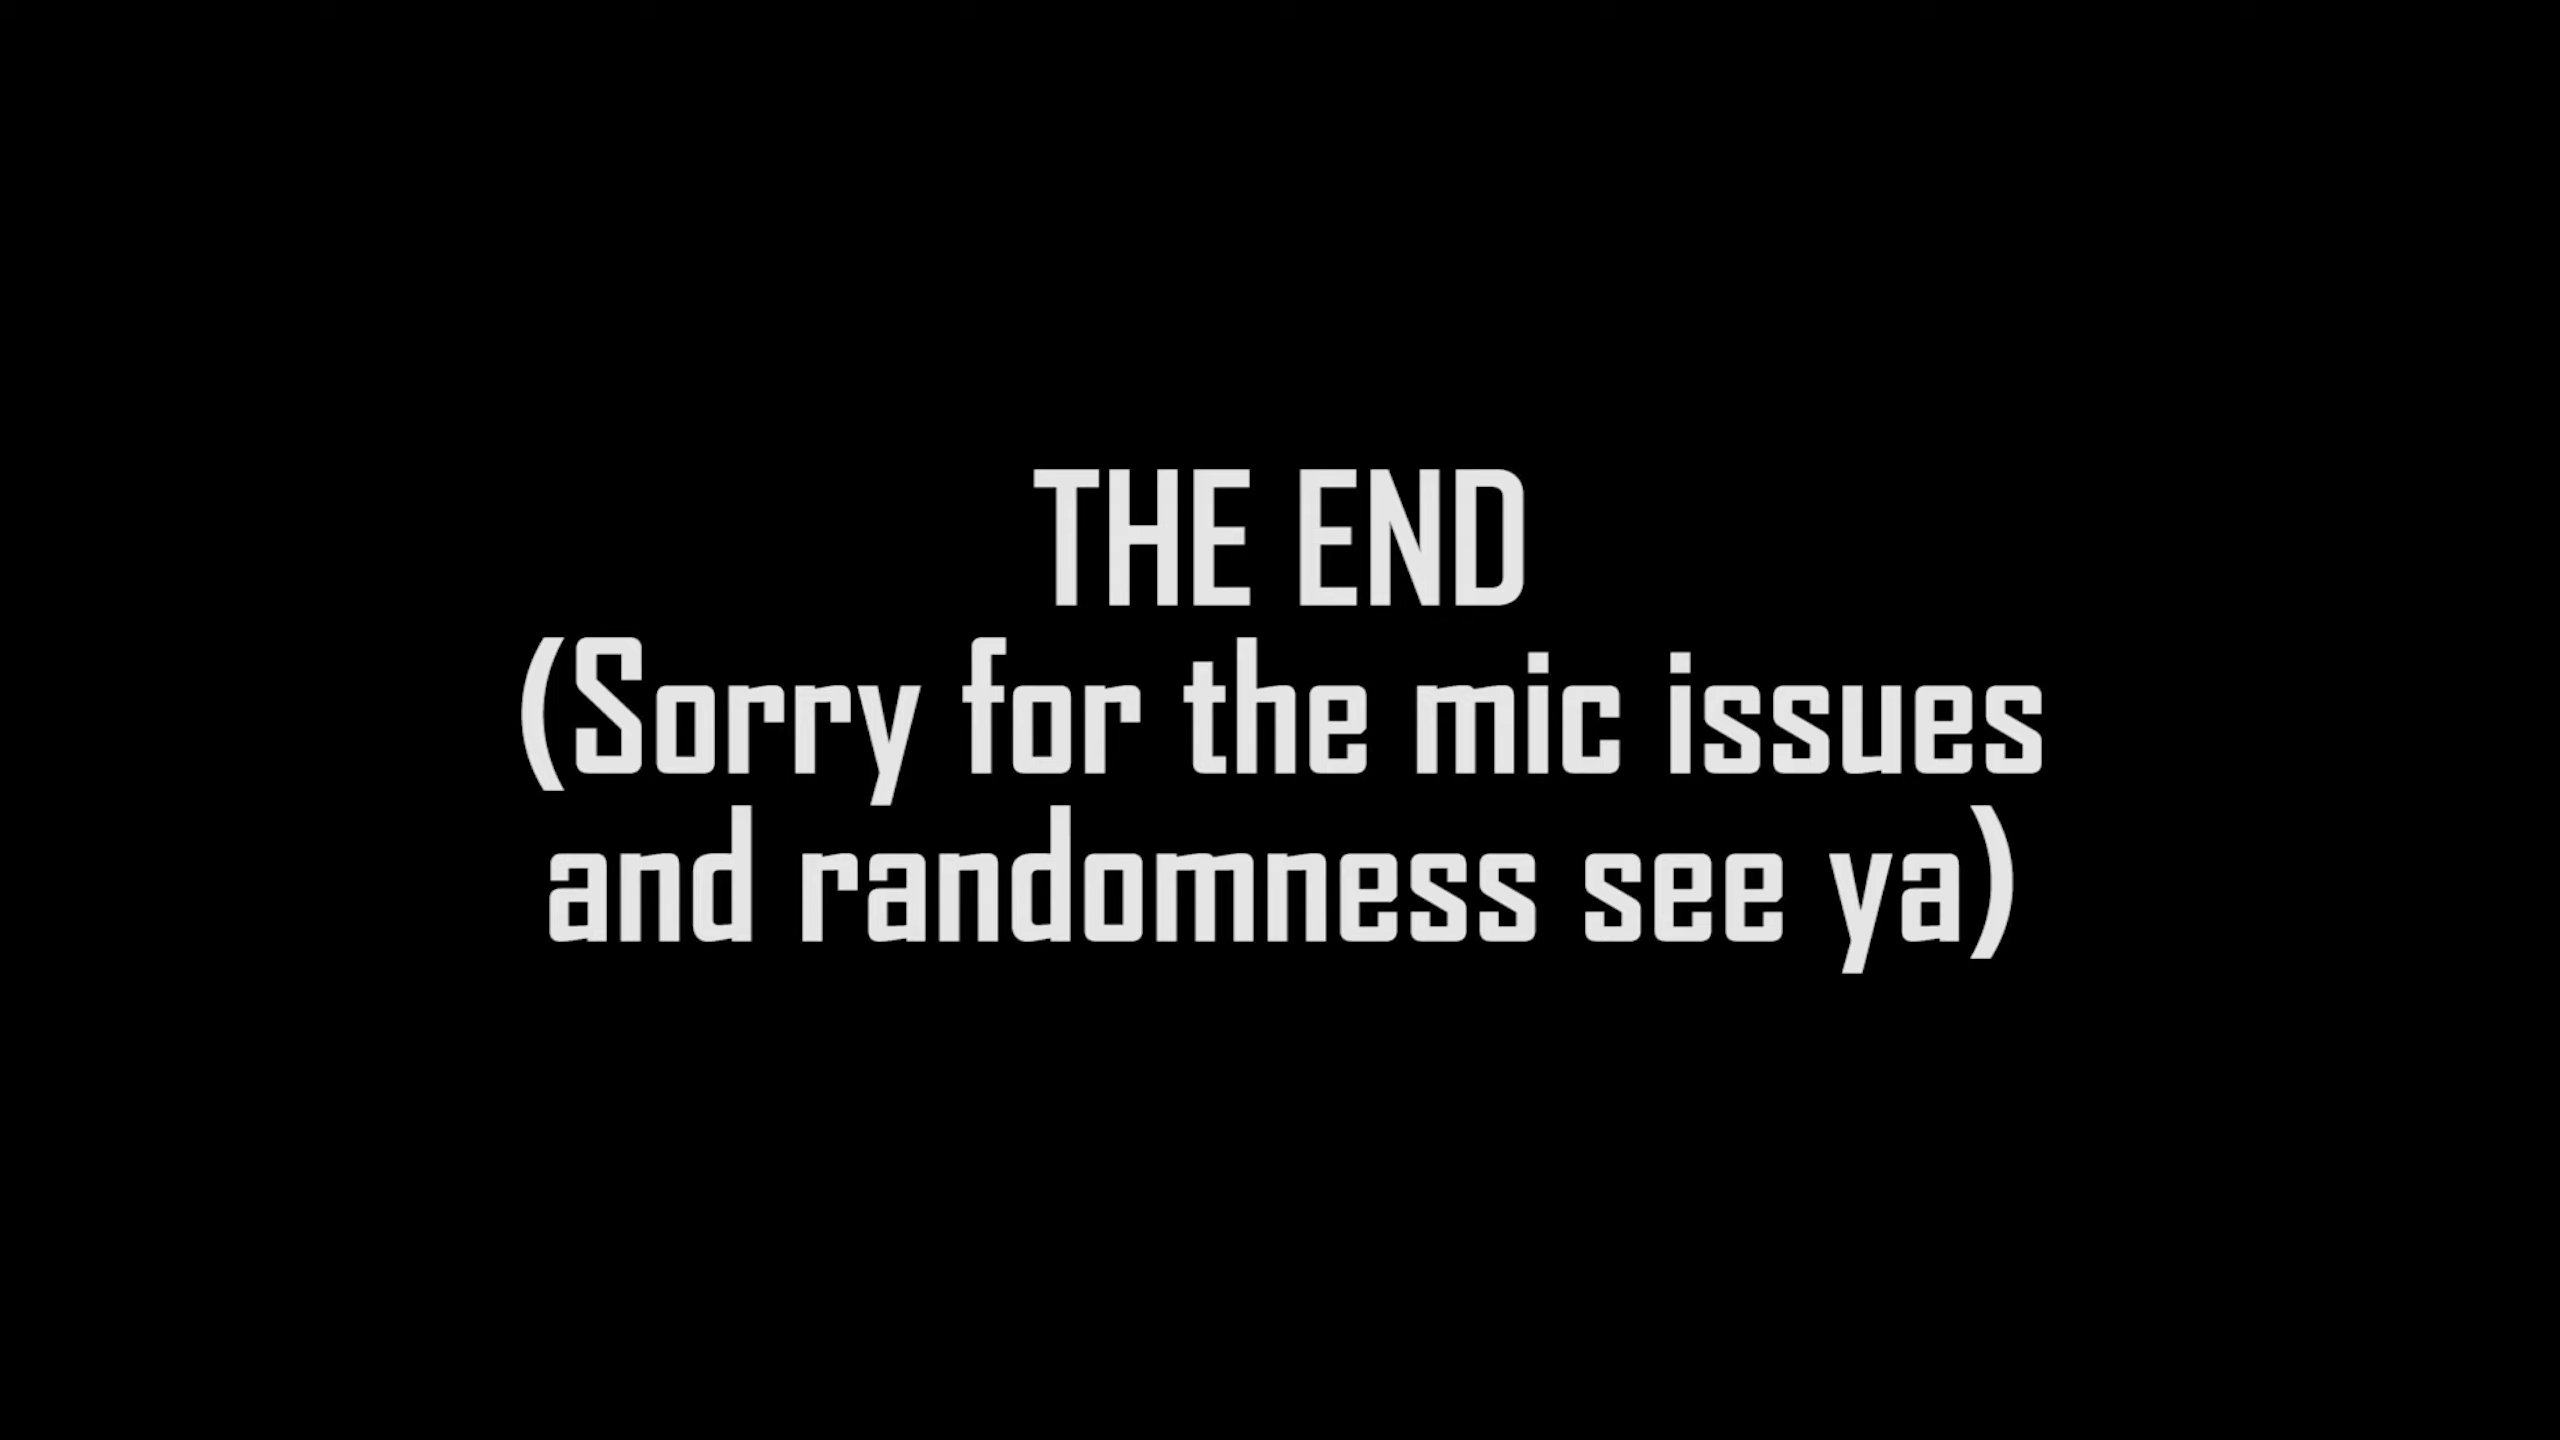 THE END
(Sorry for the mic issues
and randomness see ya)